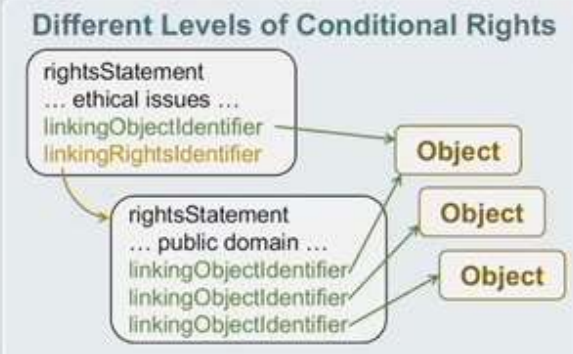 Different Levels of Conditional Rights
rightsStatement
... ethical issues ...
linkingObjectIdentifier
linkingRightsIdentifier
Object
rightsStatement
... public domain ...
linkingObjectIdentifier
linkingObjectIdentifier
linkingObjectIdentifier
Object
Object